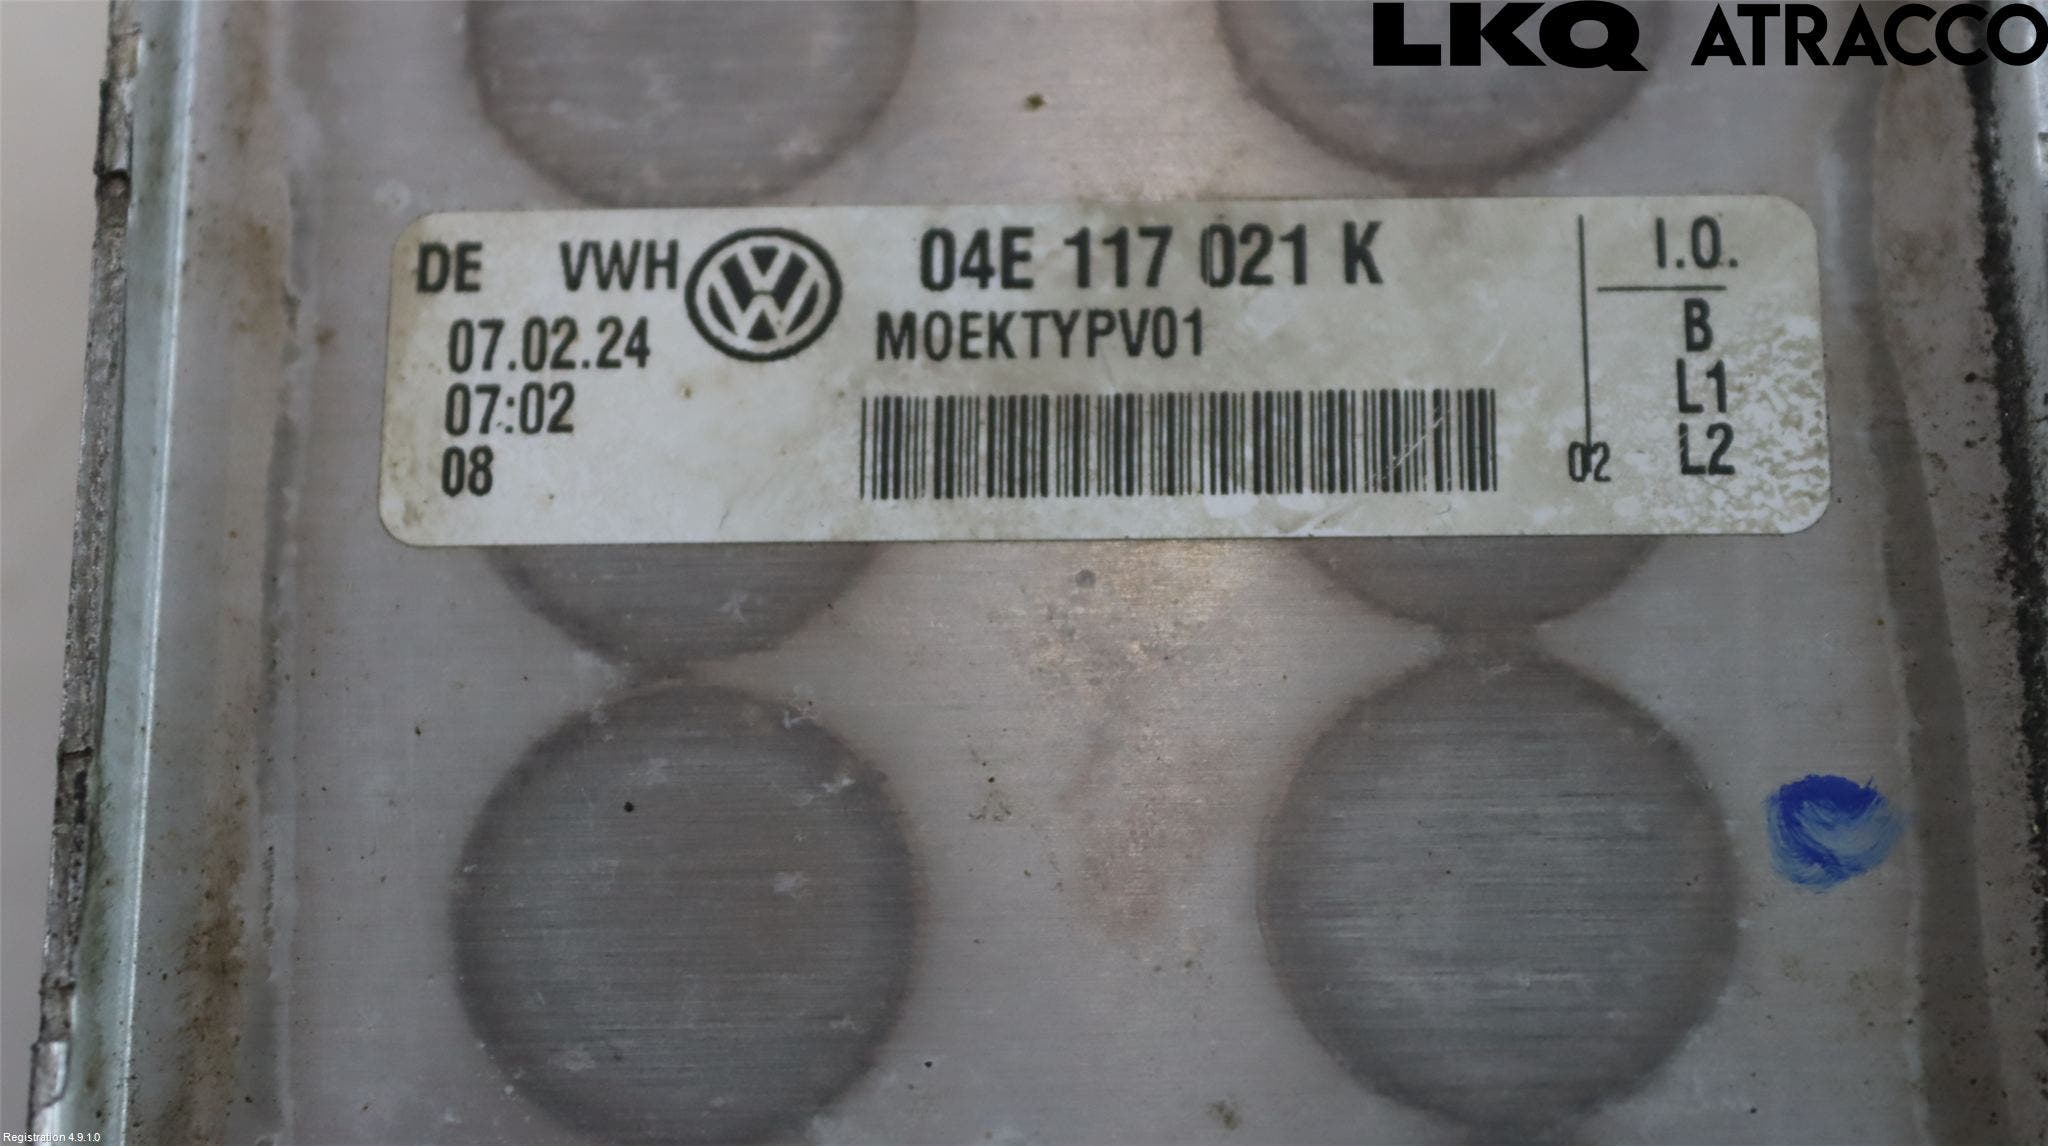 LKQ ATRACCO
DE VWH 04E 117 021 K I.O.
07.02.24 MOEKTYPV01 B
07:02 L1
08 02 L2
Registration 4.9.1.0